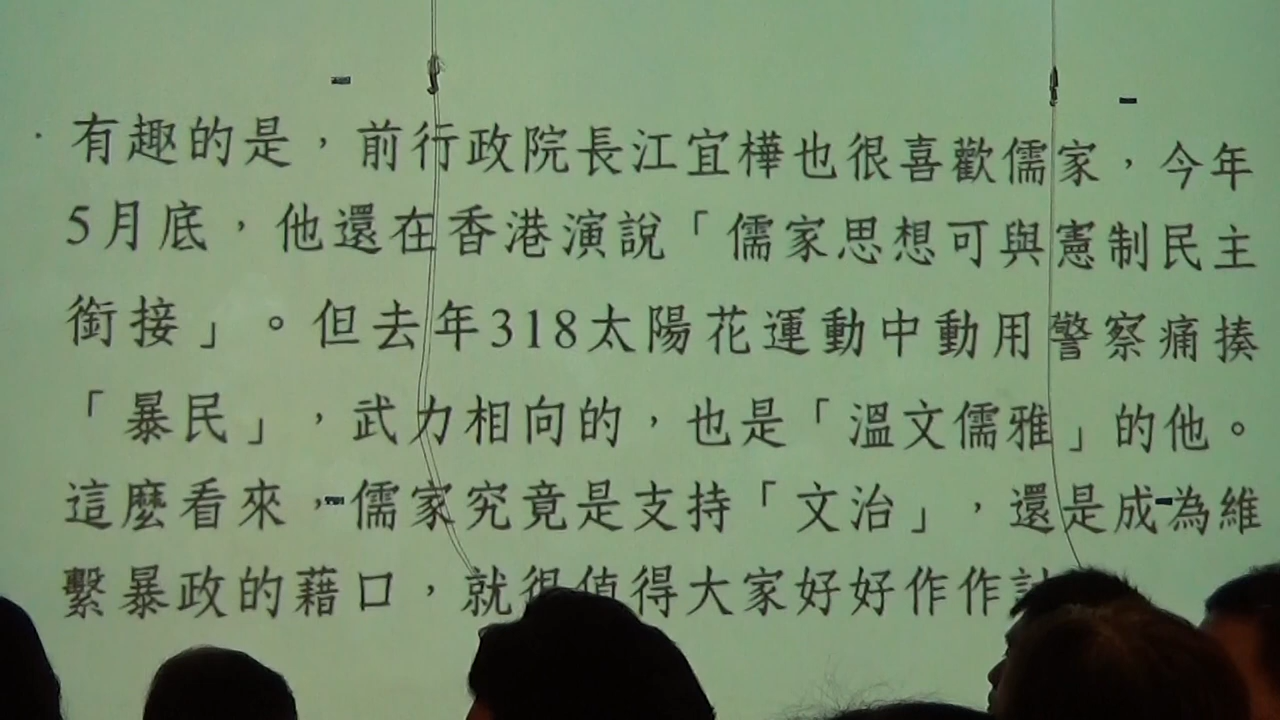 · 有趣的是，前行政院長江宜樺也很喜歡儒家，今年
5月底，他還在香港演說「儒家思想可與憲制民主
銜接」。但去年318太陽花運動中動用警察痛揍
「暴民」，武力相向的，也是「溫文儒雅」的他。
這麼看來，儒家究竟是支持「文治」，還是成為維
繫暴政的藉口，就很值得大家好好作作